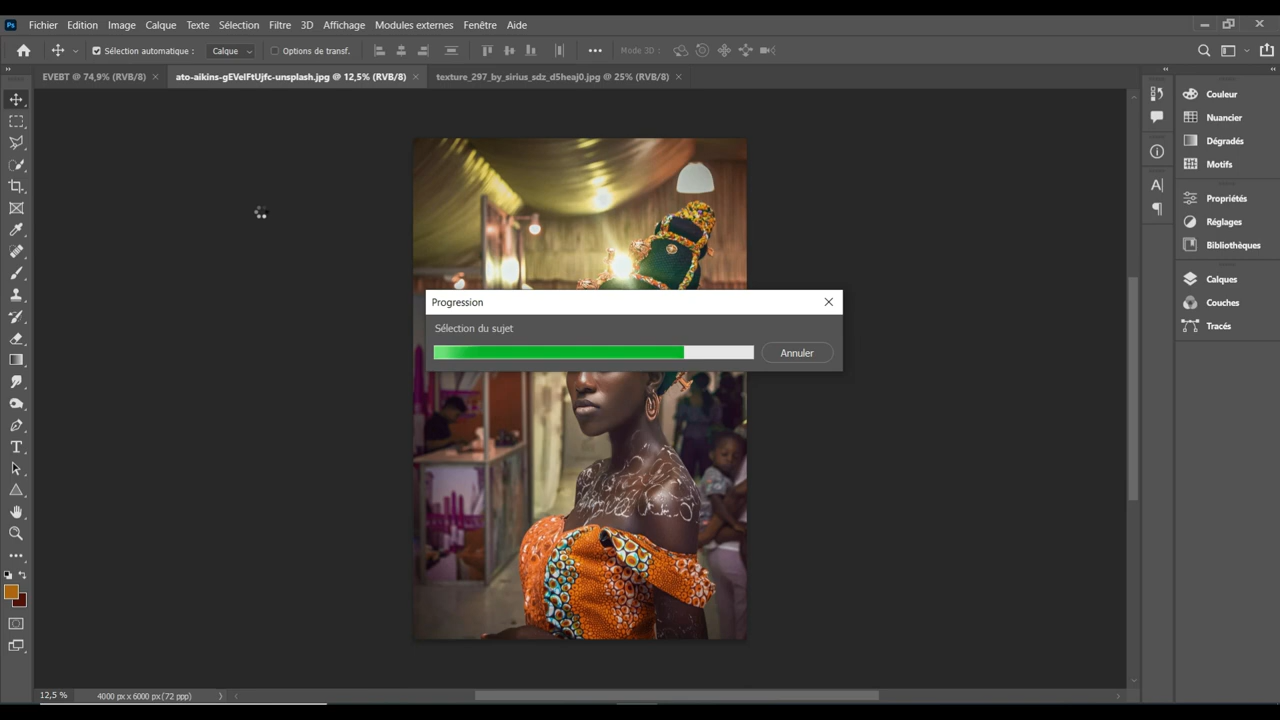 Ps Fichier Edition Image Calque Texte Sélection Filtre 3D Affichage Modules externes Fenêtre Aide
Sélection automatique : Calque Options de transf. Mode 3D :
EVEBT @ 74,9% (RVB/8) ato-aikins-gEVelFtUjfc-unsplash.jpg @ 12,5% (RVB/8) texture_297_by_sirius_sdz_d5heaj0.jpg @ 25% (RVB/8)
Couleur
Nuancier
Dégradés
Motifs
Propriétés
Réglages
Bibliothèques
Calques
Couches
Tracés
Progression
Sélection du sujet
Annuler
12,5 % 4000 px x 6000 px (72 ppp)